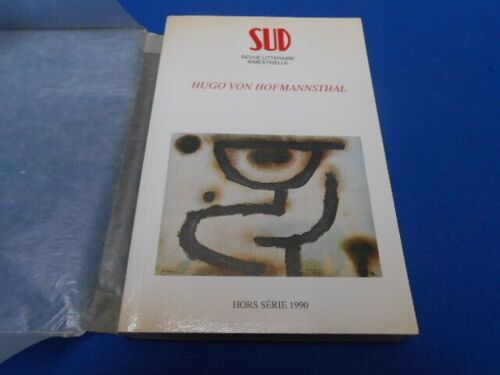 SUD
REVUE LITTÉRAIRE
BIMESTRIELLE
HUGO VON HOFMANNSTHAL
HORS SÉRIE 1990